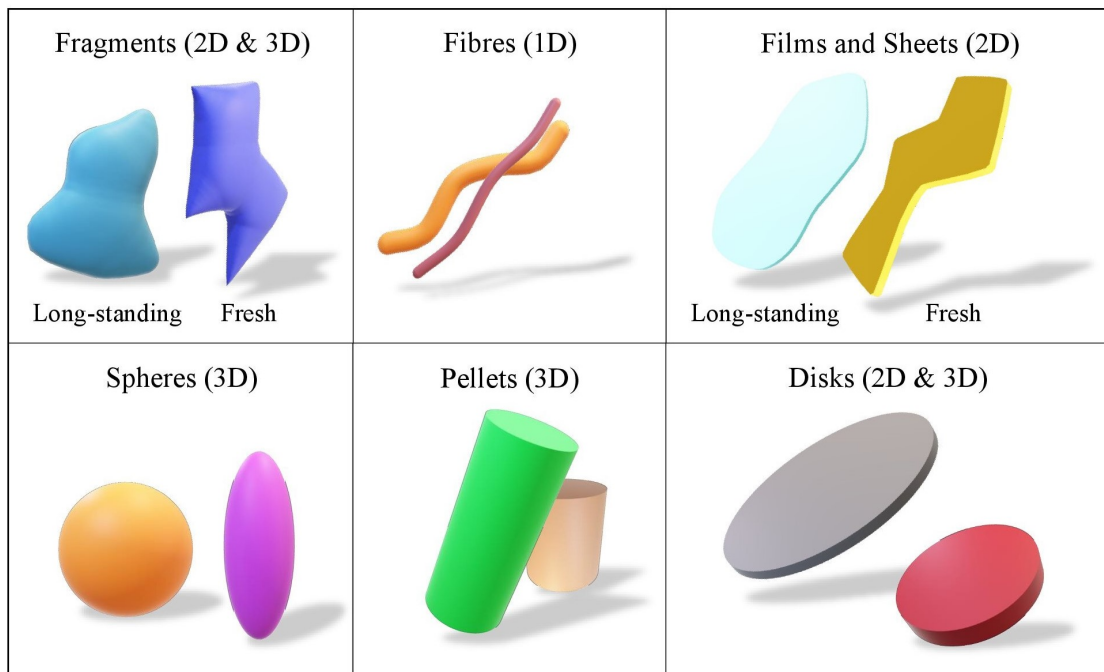 Fragments (2D & 3D)
Fibres (1D)
Films and Sheets (2D)
Long-standing
Fresh
Long-standing
Fresh
Spheres (3D)
Pellets (3D)
Disks (2D & 3D)